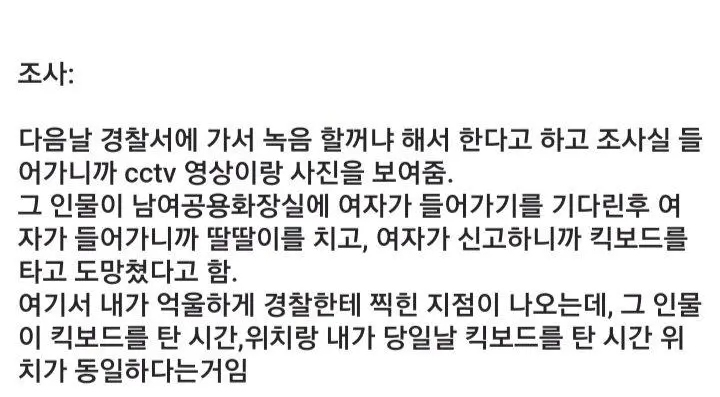 조사:
다음날 경찰서에 가서 녹음 할꺼냐 해서 한다고 하고 조사실 들
어가니까 cctv 영상이랑 사진을 보여줌.
그 인물이 남여공용화장실에 여자가 들어가기를 기다린후 여
자가 들어가니까 딸딸이를 치고, 여자가 신고하니까 킥보드를
타고 도망쳤다고 함.
여기서 내가 억울하게 경찰한테 찍힌 지점이 나오는데, 그 인물
이 킥보드를 탄 시간,위치랑 내가 당일날 킥보드를 탄 시간 위
치가 동일하다는거임